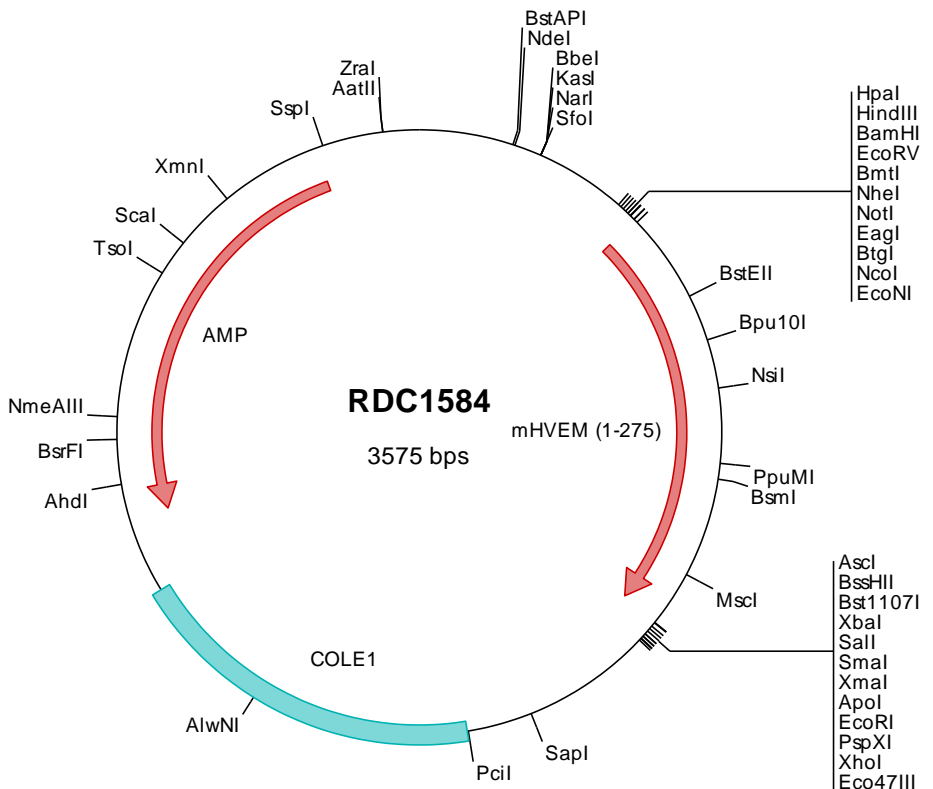 BstAPI
NdeI
BbeI
KasI
NarI
SfoI
ZraI
AatII
SspI
XmnI
ScaI
TsoI
HpaI
HindIII
BamHI
EcoRV
BmtI
NheI
NotI
EagI
BtgI
NcoI
EcoNI
BstEII
Bpu10I
NsiI
AMP
RDC1584
3575 bps
mHVEM (1-275)
NmeAIII
BsrFI
AhdI
PpuMI
BsmI
MscI
AscI
BssHII
Bst1107I
XbaI
SalI
SmaI
XmaI
ApoI
EcoRI
PspXI
XhoI
Eco47III
COLE1
AlwNI
PciI
SapI